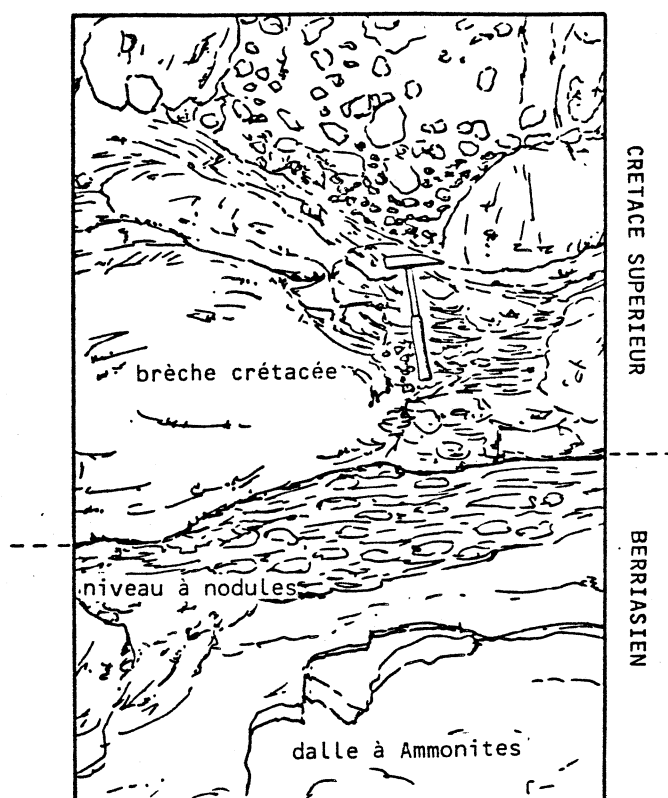 CRETACE SUPERIEUR
brèche crétacée
BERRIASIEN
niveau à nodules
dalle à Ammonites